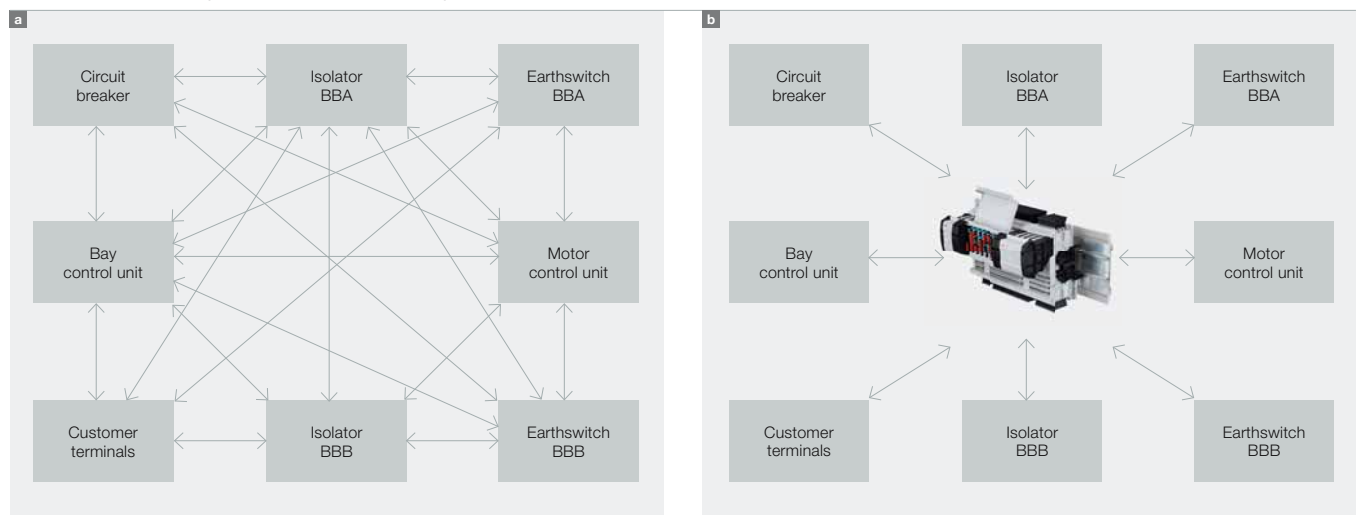 a
Circuit
breaker
Isolator
BBA
Earthswitch
BBA
Bay
control unit
Motor
control unit
Customer
terminals
Isolator
BBB
Earthswitch
BBB
b
Circuit
breaker
Isolator
BBA
Earthswitch
BBA
Bay
control unit
Motor
control unit
Customer
terminals
Isolator
BBB
Earthswitch
BBB